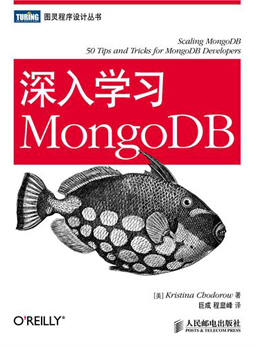 TURING 图灵程序设计丛书
Scaling MongoDB
50 Tips and Tricks for MongoDB Developers
深入学习
MongoDB
[美] Kristina Chodorow 著
巨成 程显峰 译
O'REILLY®
人民邮电出版社
POSTS & TELECOM PRESS